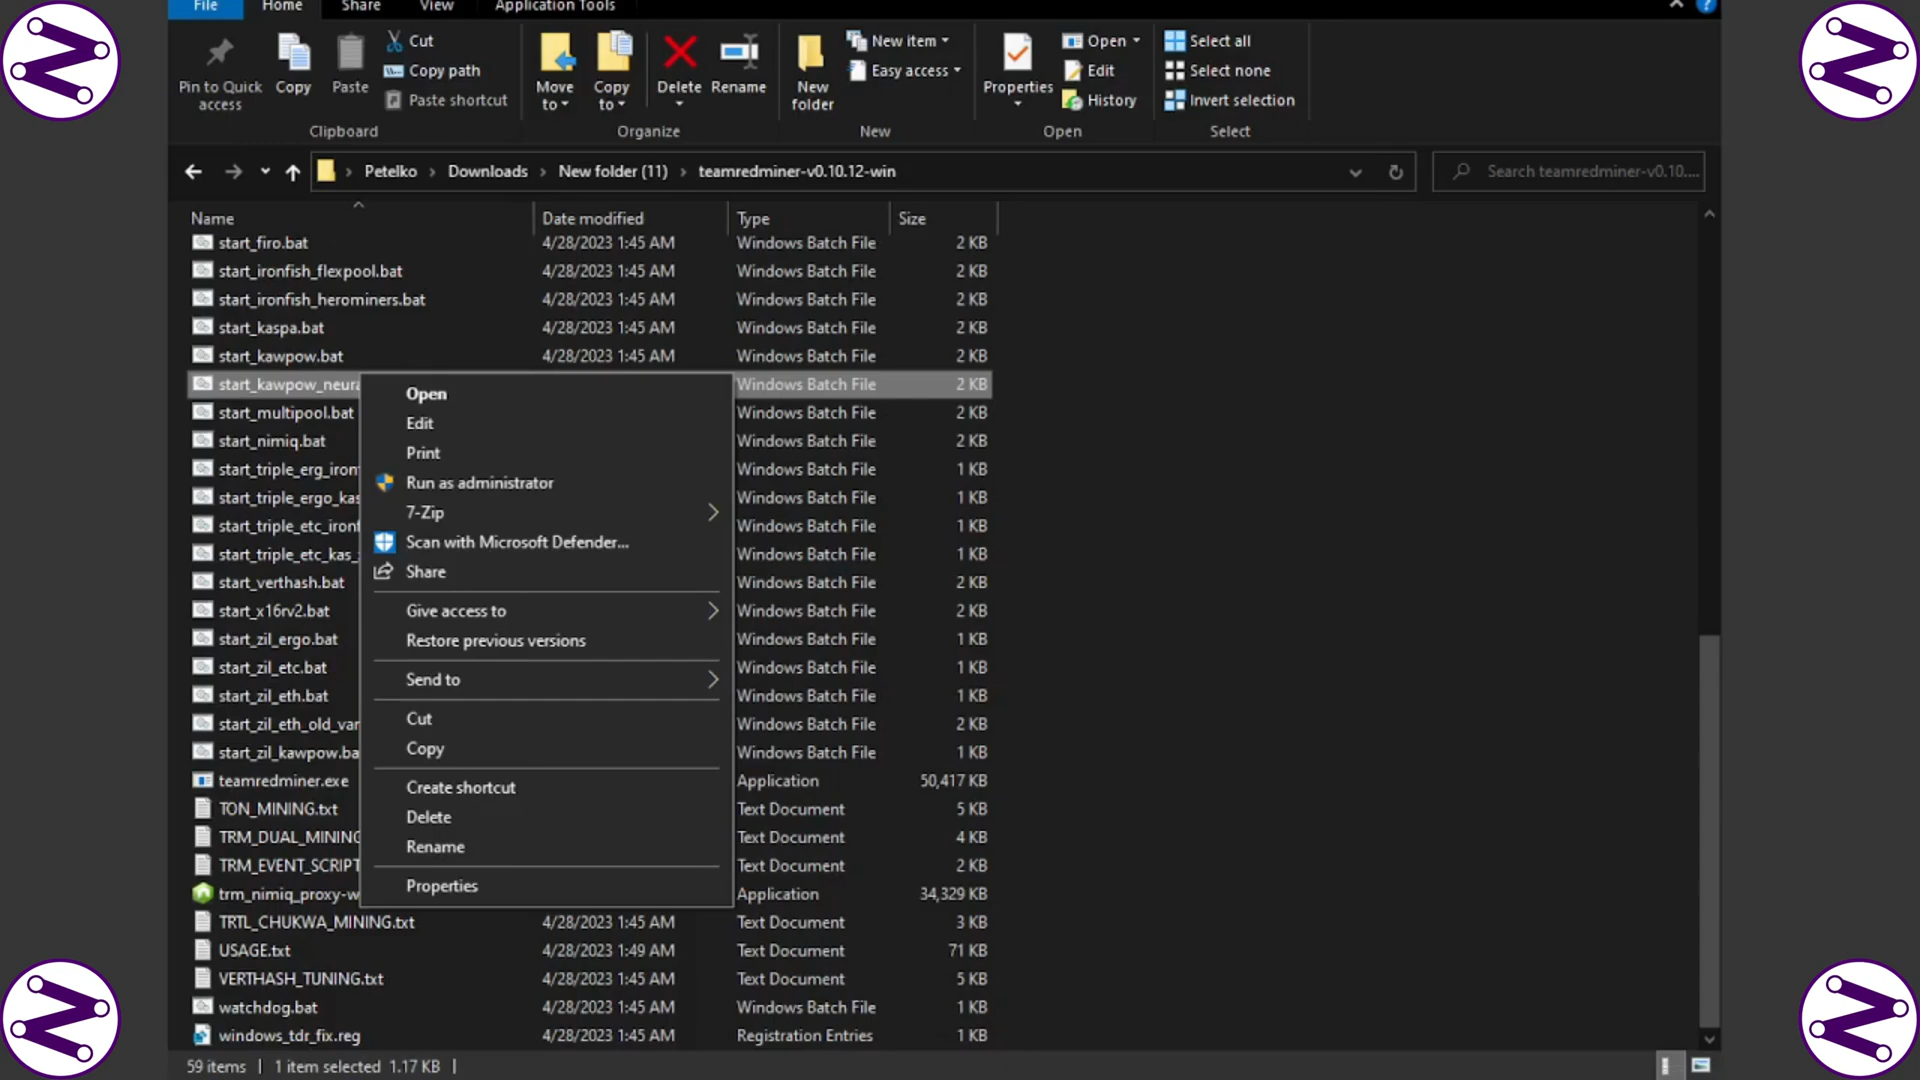 File Home Share View Application Tools
Pin to Quick access
Copy
Paste
Cut
Copy path
Paste shortcut
Clipboard
Move to
Copy to
Delete
Rename
Organize
New folder
New item
Easy access
New
Properties
Open
Edit
History
Open
Select all
Select none
Invert selection
Select
Petelko > Downloads > New folder (11) > teamredminer-v0.10.12-win
Search teamredminer-v0.10....
Name Date modified Type Size
start_firo.bat 4/28/2023 1:45 AM Windows Batch File 2 KB
start_ironfish_flexpool.bat 4/28/2023 1:45 AM Windows Batch File 2 KB
start_ironfish_herominers.bat 4/28/2023 1:45 AM Windows Batch File 2 KB
start_kaspa.bat 4/28/2023 1:45 AM Windows Batch File 2 KB
start_kawpow.bat 4/28/2023 1:45 AM Windows Batch File 2 KB
start_kawpow_neura Windows Batch File 2 KB
start_multipool.bat Windows Batch File 2 KB
start_nimiq.bat Windows Batch File 2 KB
start_triple_erg_iron Windows Batch File 1 KB
start_triple_ergo_kas Windows Batch File 1 KB
start_triple_etc_iron Windows Batch File 1 KB
start_triple_etc_kas_ Windows Batch File 1 KB
start_verthash.bat Windows Batch File 2 KB
start_x16rv2.bat Windows Batch File 2 KB
start_zil_ergo.bat Windows Batch File 1 KB
start_zil_etc.bat Windows Batch File 1 KB
start_zil_eth.bat Windows Batch File 1 KB
start_zil_eth_old_var Windows Batch File 2 KB
start_zil_kawpow.ba Windows Batch File 1 KB
teamredminer.exe Application 50,417 KB
TON_MINING.txt Text Document 5 KB
TRM_DUAL_MINING Text Document 4 KB
TRM_EVENT_SCRIPT Text Document 2 KB
trm_nimiq_proxy-w Application 34,329 KB
TRTL_CHUKWA_MINING.txt 4/28/2023 1:45 AM Text Document 3 KB
USAGE.txt 4/28/2023 1:49 AM Text Document 71 KB
VERTHASH_TUNING.txt 4/28/2023 1:45 AM Text Document 5 KB
watchdog.bat 4/28/2023 1:45 AM Windows Batch File 1 KB
windows_tdr_fix.reg 4/28/2023 1:45 AM Registration Entries 1 KB
Open
Edit
Print
Run as administrator
7-Zip
Scan with Microsoft Defender...
Share
Give access to
Restore previous versions
Send to
Cut
Copy
Create shortcut
Delete
Rename
Properties
59 items 1 item selected 1.17 KB